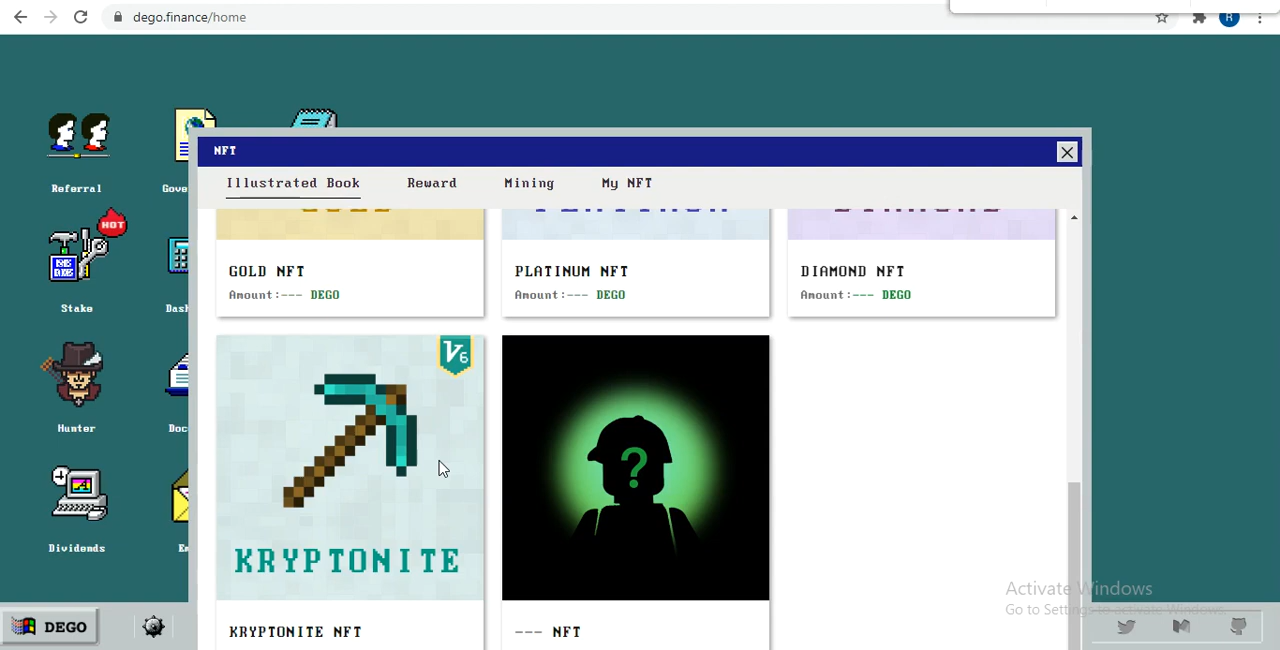 dego.finance/home
R
NFT
Illustrated Book
Reward
Mining
My NFT
Referral
HOT
Stake
Hunter
Dividends
GOLD NFT
Amount:--- DEGO
PLATINUM NFT
Amount:--- DEGO
DIAMOND NFT
Amount:--- DEGO
V6
?
KRYPTONITE
KRYPTONITE NFT
--- NFT
Activate Windows
Go to Settings to activate Windows.
DEGO